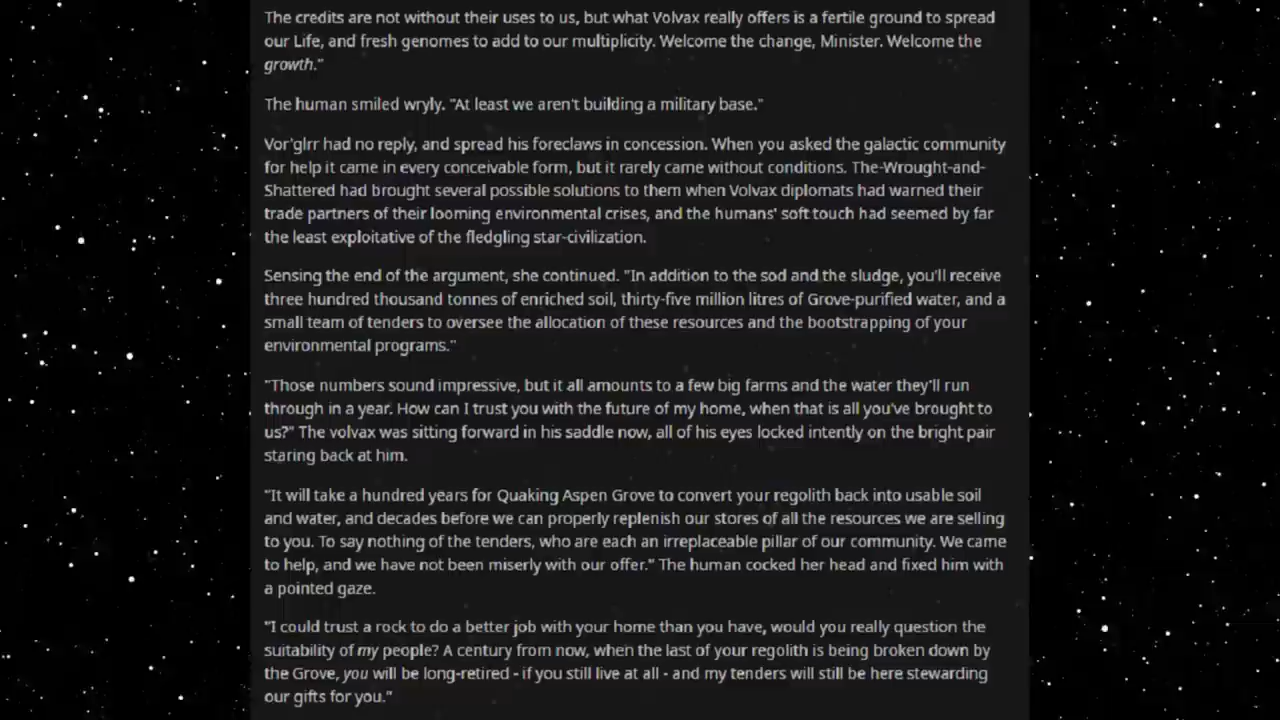 The credits are not without their uses to us, but what Volvax really offers is a fertile ground to spread
our Life, and fresh genomes to add to our multiplicity. Welcome the change, Minister. Welcome the
growth."
The human smiled wryly. "At least we aren't building a military base."
Vor'glrr had no reply, and spread his foreclaws in concession. When you asked the galactic community
for help it came in every conceivable form, but it rarely came without conditions. The-Wrought-and-
Shattered had brought several possible solutions to them when Volvax diplomats had warned their
trade partners of their looming environmental crises, and the humans' soft touch had seemed by far
the least exploitative of the fledgling star-civilization.
Sensing the end of the argument, she continued. "In addition to the sod and the sludge, you'll receive
three hundred thousand tonnes of enriched soil, thirty-five million litres of Grove-purified water, and a
small team of tenders to oversee the allocation of these resources and the bootstrapping of your
environmental programs."
"Those numbers sound impressive, but it all amounts to a few big farms and the water they'll run
through in a year. How can I trust you with the future of my home, when that is all you've brought to
us?" The volvax was sitting forward in his saddle now, all of his eyes locked intently on the bright pair
staring back at him.
"It will take a hundred years for Quaking Aspen Grove to convert your regolith back into usable soil
and water, and decades before we can properly replenish our stores of all the resources we are selling
to you. To say nothing of the tenders, who are each an irreplaceable pillar of our community. We came
to help, and we have not been miserly with our offer." The human cocked her head and fixed him with
a pointed gaze.
"I could trust a rock to do a better job with your home than you have, would you really question the
suitability of my people? A century from now, when the last of your regolith is being broken down by
the Grove, you will be long-retired - if you still live at all - and my tenders will still be here stewarding
our gifts for you."